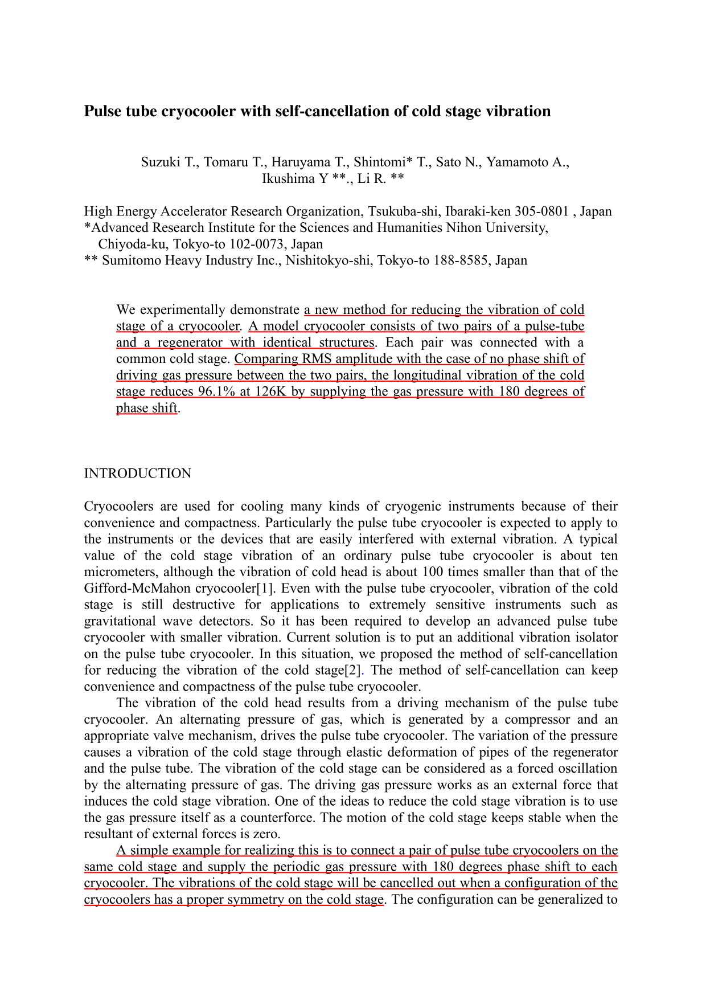 Pulse tube cryocooler with self-cancellation of cold stage vibration
Suzuki T., Tomaru T., Haruyama T., Shintomi* T., Sato N., Yamamoto A.,
Ikushima Y **., Li R. **
High Energy Accelerator Research Organization, Tsukuba-shi, Ibaraki-ken 305-0801 , Japan
*Advanced Research Institute for the Sciences and Humanities Nihon University,
Chiyoda-ku, Tokyo-to 102-0073, Japan
** Sumitomo Heavy Industry Inc., Nishitokyo-shi, Tokyo-to 188-8585, Japan
We experimentally demonstrate a new method for reducing the vibration of cold
stage of a cryocooler. A model cryocooler consists of two pairs of a pulse-tube
and a regenerator with identical structures. Each pair was connected with a
common cold stage. Comparing RMS amplitude with the case of no phase shift of
driving gas pressure between the two pairs, the longitudinal vibration of the cold
stage reduces 96.1% at 126K by supplying the gas pressure with 180 degrees of
phase shift.
INTRODUCTION
Cryocoolers are used for cooling many kinds of cryogenic instruments because of their
convenience and compactness. Particularly the pulse tube cryocooler is expected to apply to
the instruments or the devices that are easily interfered with external vibration. A typical
value of the cold stage vibration of an ordinary pulse tube cryocooler is about ten
micrometers, although the vibration of cold head is about 100 times smaller than that of the
Gifford-McMahon cryocooler[1]. Even with the pulse tube cryocooler, vibration of the cold
stage is still destructive for applications to extremely sensitive instruments such as
gravitational wave detectors. So it has been required to develop an advanced pulse tube
cryocooler with smaller vibration. Current solution is to put an additional vibration isolator
on the pulse tube cryocooler. In this situation, we proposed the method of self-cancellation
for reducing the vibration of the cold stage[2]. The method of self-cancellation can keep
convenience and compactness of the pulse tube cryocooler.
The vibration of the cold head results from a driving mechanism of the pulse tube
cryocooler. An alternating pressure of gas, which is generated by a compressor and an
appropriate valve mechanism, drives the pulse tube cryocooler. The variation of the pressure
causes a vibration of the cold stage through elastic deformation of pipes of the regenerator
and the pulse tube. The vibration of the cold stage can be considered as a forced oscillation
by the alternating pressure of gas. The driving gas pressure works as an external force that
induces the cold stage vibration. One of the ideas to reduce the cold stage vibration is to use
the gas pressure itself as a counterforce. The motion of the cold stage keeps stable when the
resultant of external forces is zero.
A simple example for realizing this is to connect a pair of pulse tube cryocoolers on the
same cold stage and supply the periodic gas pressure with 180 degrees phase shift to each
cryocooler. The vibrations of the cold stage will be cancelled out when a configuration of the
cryocoolers has a proper symmetry on the cold stage. The configuration can be generalized to